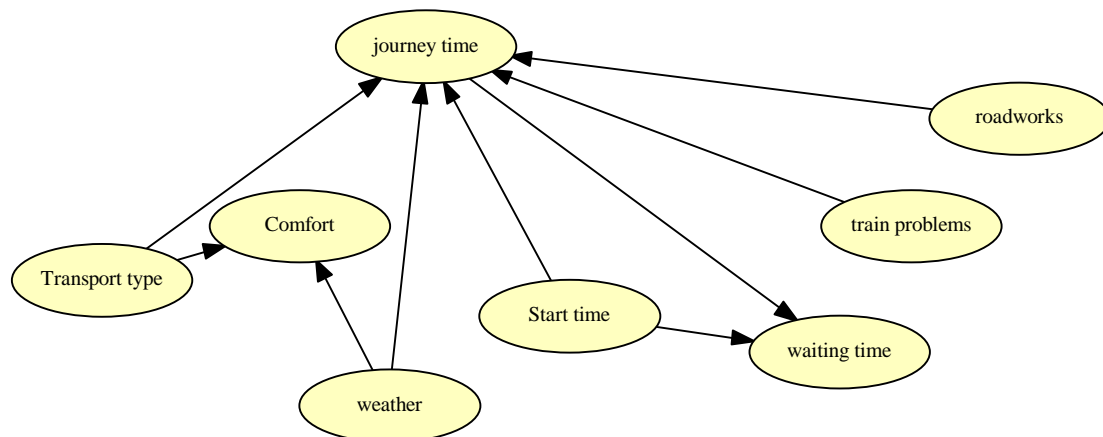 journey time
roadworks
Comfort
train problems
Transport type
Start time
waiting time
weather